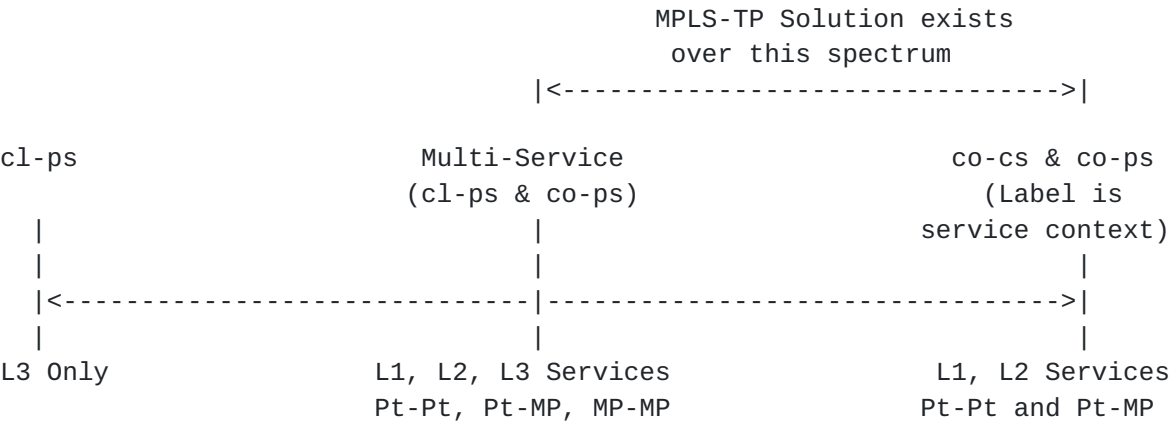 MPLS-TP Solution exists
over this spectrum
|<-------------------------------->|
cl-ps                      Multi-Service                     co-cs & co-ps
(cl-ps & co-ps)                      (Label is
|                                |                        service context)
|                                |                                  |
|<------------------------------|--------------------------------->|
|                                |                                  |
L3 Only                 L1, L2, L3 Services                 L1, L2 Services
Pt-Pt, Pt-MP, MP-MP                Pt-Pt and Pt-MP